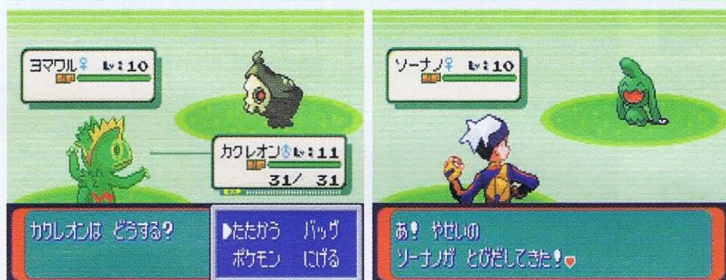 ヨマワル♀ Lv:10
カクレオン♂Lv:11
31/ 31
EXP
カクレオンは どうする?
▶たたかう バッグ
ポケモン にげる
ソーナノ♀ Lv:10
あ! やせいの
ソーナノが とびだしてきた!